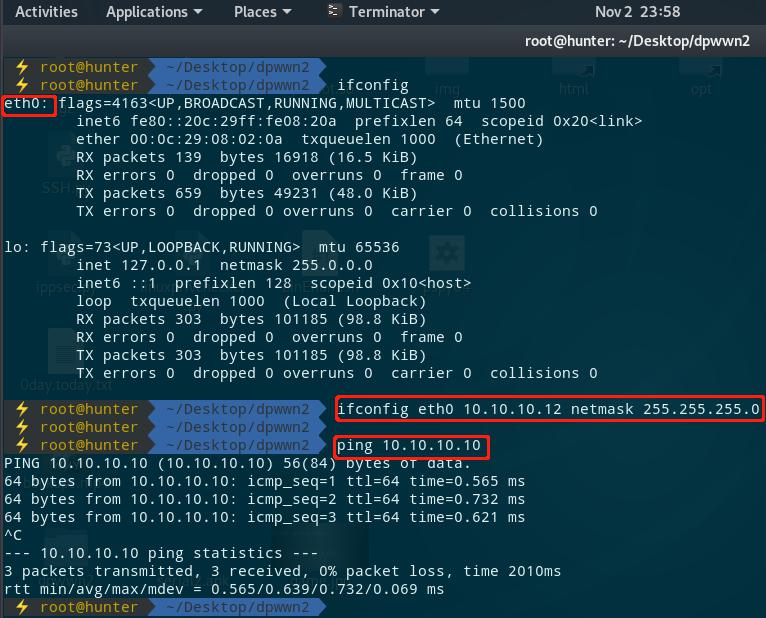 Activities Applications Places Terminator Nov 2 23:58
root@hunter: ~/Desktop/dpwwn2
root@hunter ~/Desktop/dpwwn2
root@hunter ~/Desktop/dpwwn2 ifconfig
eth0: flags=4163<UP,BROADCAST,RUNNING,MULTICAST> mtu 1500
inet6 fe80::20c:29ff:fe08:20a prefixlen 64 scopeid 0x20<link>
ether 00:0c:29:08:02:0a txqueuelen 1000 (Ethernet)
RX packets 139 bytes 16918 (16.5 KiB)
RX errors 0 dropped 0 overruns 0 frame 0
TX packets 659 bytes 49231 (48.0 KiB)
TX errors 0 dropped 0 overruns 0 carrier 0 collisions 0
lo: flags=73<UP,LOOPBACK,RUNNING> mtu 65536
inet 127.0.0.1 netmask 255.0.0.0
inet6 ::1 prefixlen 128 scopeid 0x10<host>
loop txqueuelen 1000 (Local Loopback)
RX packets 303 bytes 101185 (98.8 KiB)
RX errors 0 dropped 0 overruns 0 frame 0
TX packets 303 bytes 101185 (98.8 KiB)
TX errors 0 dropped 0 overruns 0 carrier 0 collisions 0
0day.today.txt
root@hunter ~/Desktop/dpwwn2 ifconfig eth0 10.10.10.12 netmask 255.255.255.0
root@hunter ~/Desktop/dpwwn2
root@hunter ~/Desktop/dpwwn2 ping 10.10.10.10
PING 10.10.10.10 (10.10.10.10) 56(84) bytes of data.
64 bytes from 10.10.10.10: icmp_seq=1 ttl=64 time=0.565 ms
64 bytes from 10.10.10.10: icmp_seq=2 ttl=64 time=0.732 ms
64 bytes from 10.10.10.10: icmp_seq=3 ttl=64 time=0.621 ms
^C
--- 10.10.10.10 ping statistics ---
3 packets transmitted, 3 received, 0% packet loss, time 2010ms
rtt min/avg/max/mdev = 0.565/0.639/0.732/0.069 ms
root@hunter ~/Desktop/dpwwn2